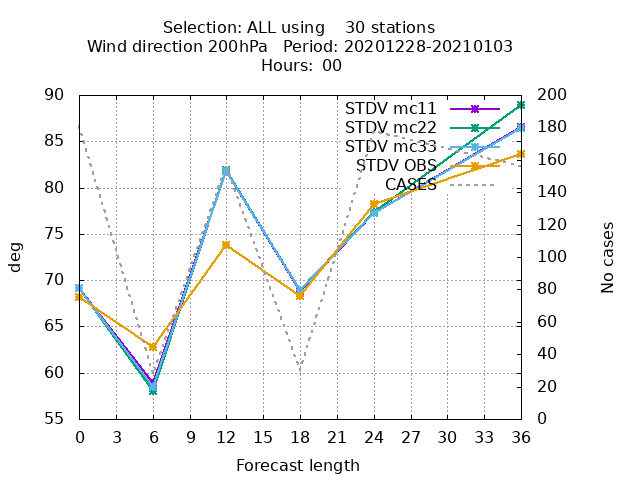 Selection: ALL using    30 stations
Wind direction 200hPa   Period: 20201228-20210103
Hours: 00
90
85
80
75
70
65
60
55
200
180
160
140
120
100
80
60
40
20
0
deg
No cases
STDV mc11
STDV mc22
STDV mc33
STDV OBS
CASES
0 3 6 9 12 15 18 21 24 27 30 33 36
Forecast length